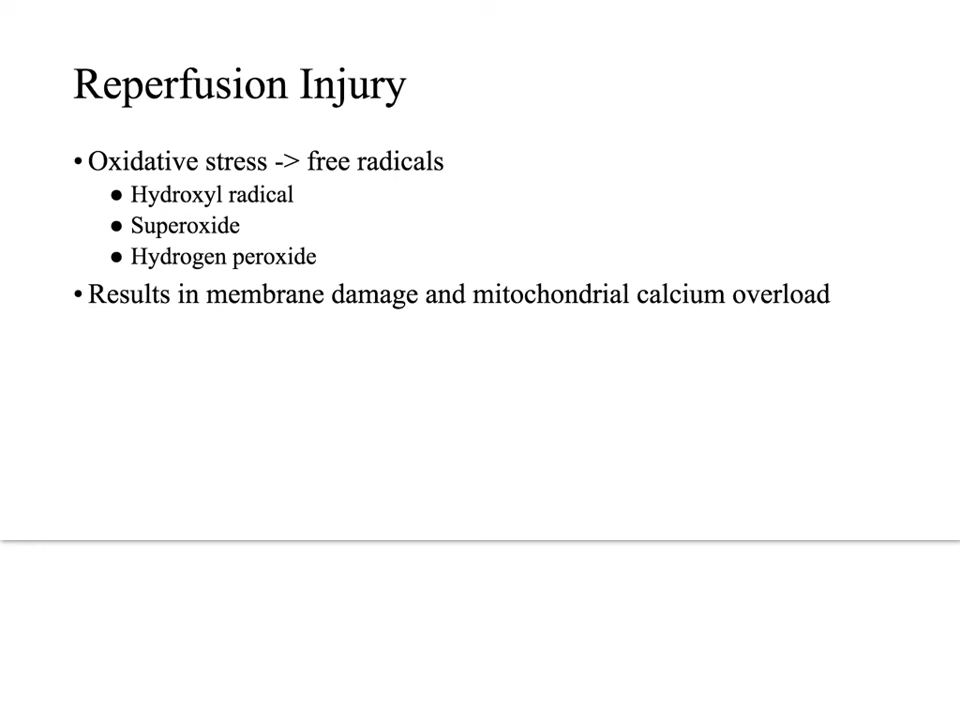 Reperfusion Injury
• Oxidative stress -> free radicals
● Hydroxyl radical
● Superoxide
● Hydrogen peroxide
• Results in membrane damage and mitochondrial calcium overload